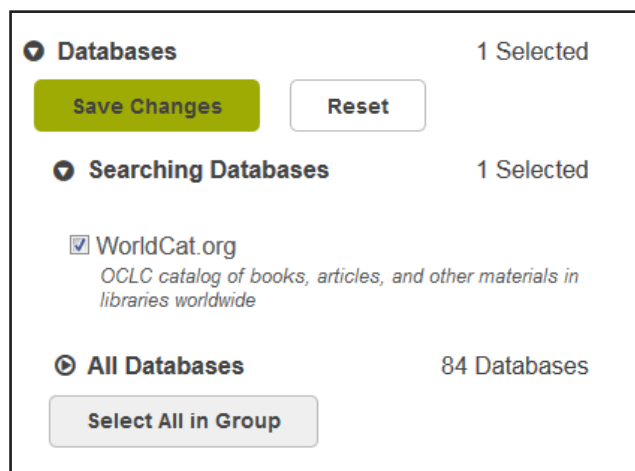 Databases 1 Selected
Save Changes Reset
Searching Databases 1 Selected
WorldCat.org
OCLC catalog of books, articles, and other materials in
libraries worldwide
All Databases 84 Databases
Select All in Group